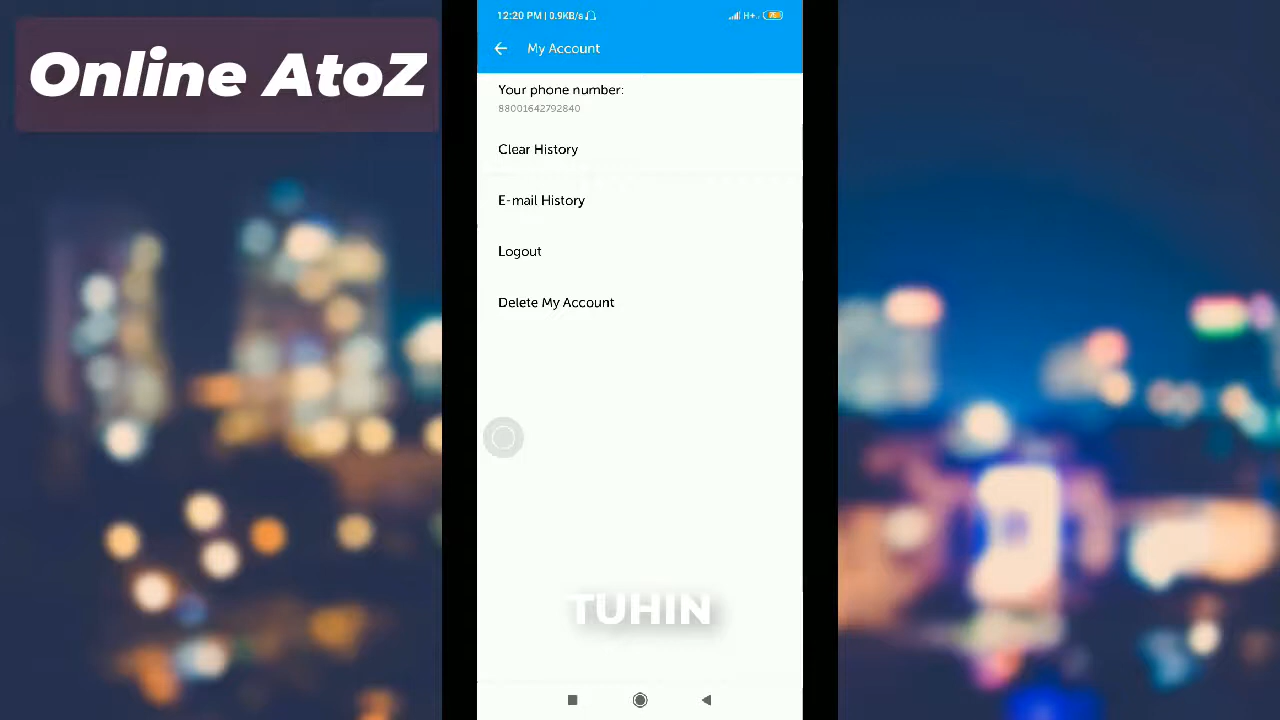 Online AtoZ
12:20 PM | 0.9KB/s
H+
My Account
Your phone number:
88001642792840
Clear History
E-mail History
Logout
Delete My Account
TUHIN